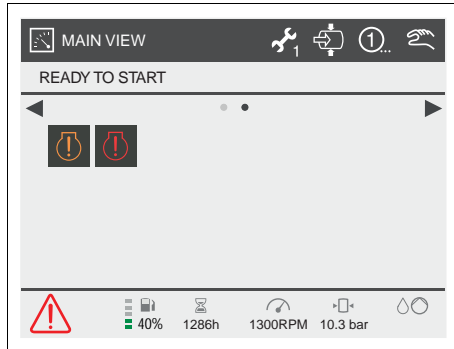 MAIN VIEW
1
1...
READY TO START
40% 1286h 1300RPM 10.3 bar